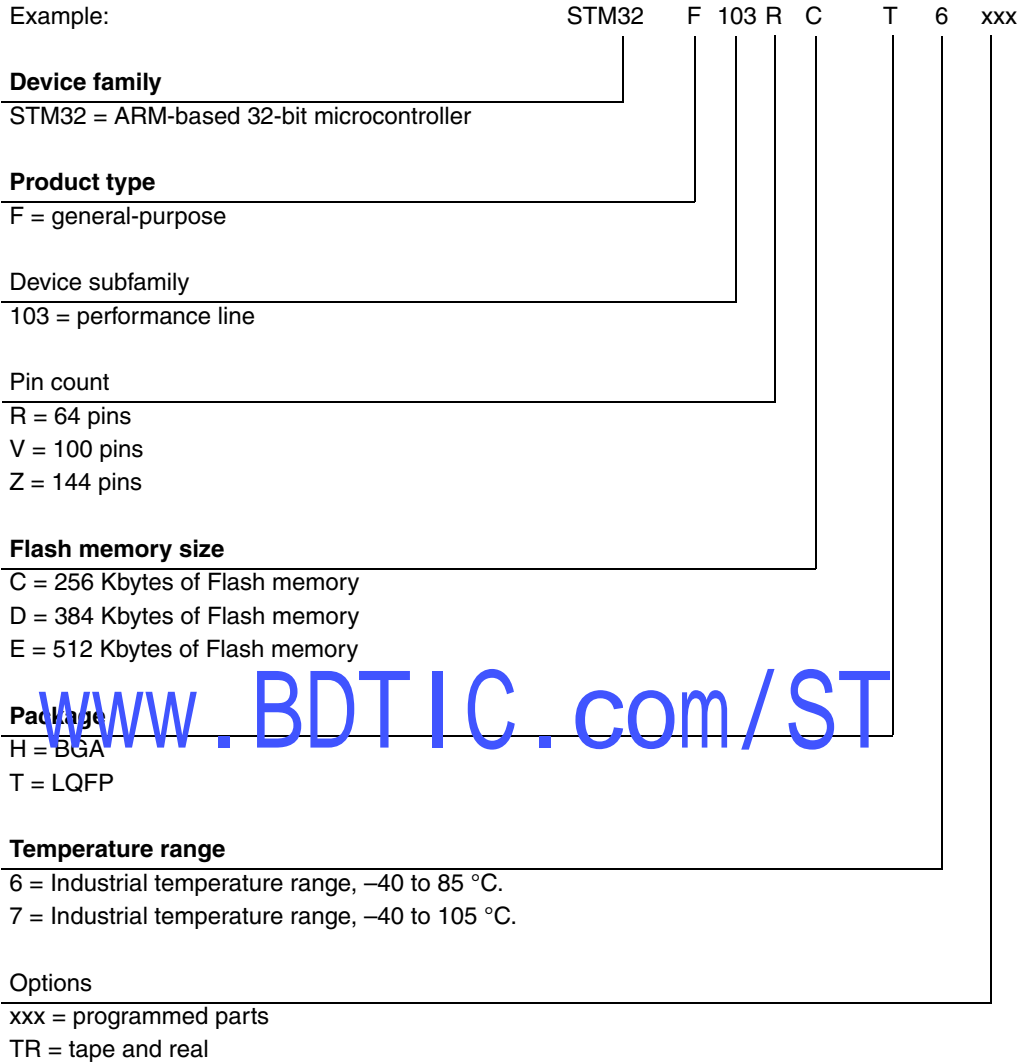 Example: STM32 F 103 R C T 6 xxx
Device family
STM32 = ARM-based 32-bit microcontroller
Product type
F = general-purpose
Device subfamily
103 = performance line
Pin count
R = 64 pins
V = 100 pins
Z = 144 pins
Flash memory size
C = 256 Kbytes of Flash memory
D = 384 Kbytes of Flash memory
E = 512 Kbytes of Flash memory
www.BDTIC.com/ST
Package
H = BGA
T = LQFP
Temperature range
6 = Industrial temperature range, –40 to 85 °C.
7 = Industrial temperature range, –40 to 105 °C.
Options
xxx = programmed parts
TR = tape and real